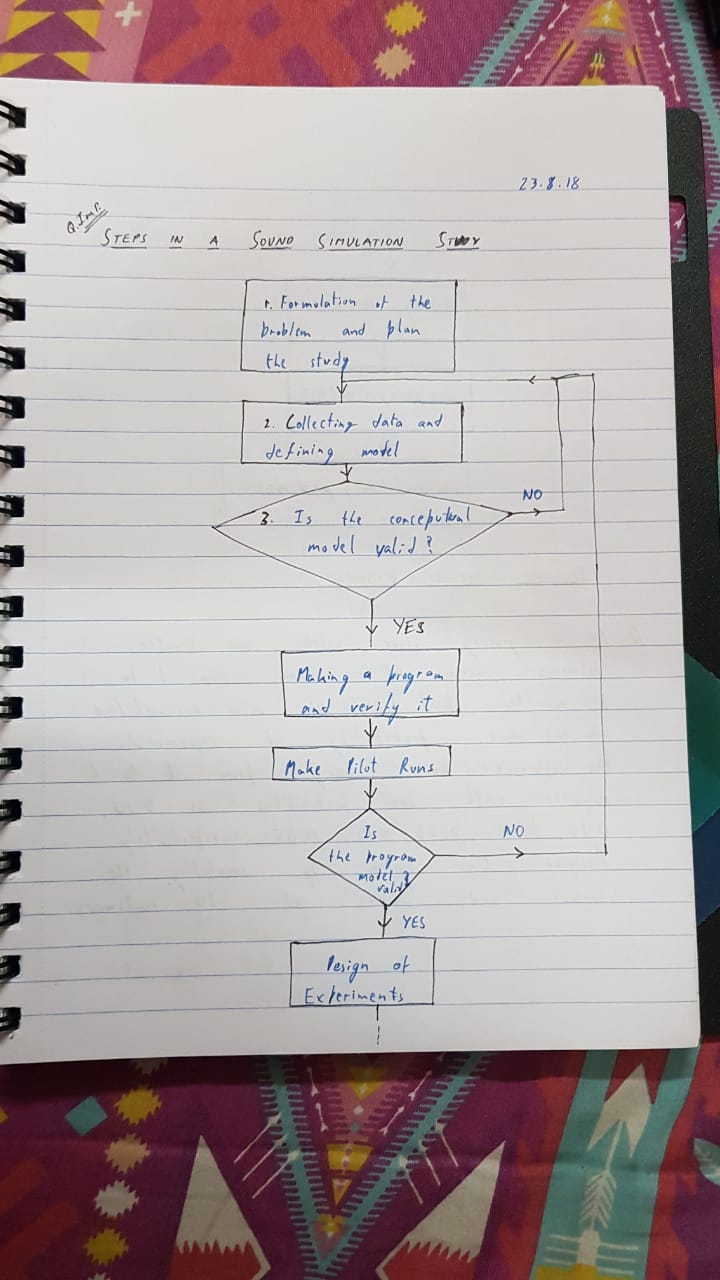 23.8.18
Q. Imp.
STEPS IN A SOUND SIMULATION STUDY
1. Formulation of the
problem and plan
the study
2. Collecting data and
defining model
NO
3. Is the conceputual
model valid?
YES
Making a program
and verify it
Make Pilot Runs
Is
the program
model
valid?
NO
YES
Design of
Experiments